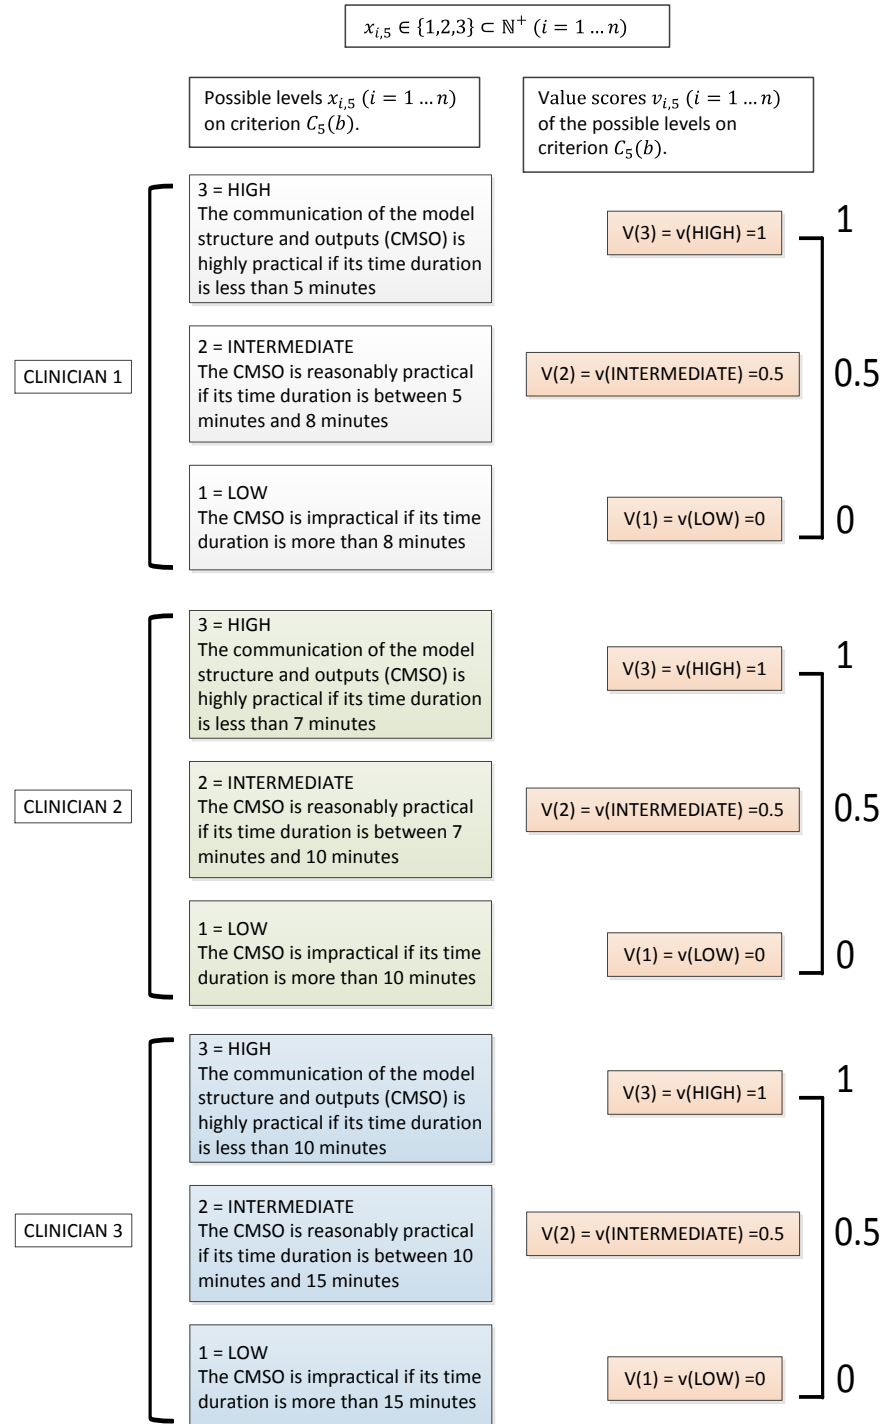 𝑥𝑖,5 ∈ {1,2,3} ⊂ ℕ⁺ (𝑖 = 1 … 𝑛)
Possible levels 𝑥𝑖,5 (𝑖 = 1 … 𝑛)
on criterion 𝐶5(𝑏).
Value scores 𝑣𝑖,5 (𝑖 = 1 … 𝑛)
of the possible levels on
criterion 𝐶5(𝑏).
CLINICIAN 1
3 = HIGH
The communication of the model
structure and outputs (CMSO) is
highly practical if its time duration
is less than 5 minutes
V(3) = v(HIGH) =1
1
2 = INTERMEDIATE
The CMSO is reasonably practical
if its time duration is between 5
minutes and 8 minutes
V(2) = v(INTERMEDIATE) =0.5
0.5
1 = LOW
The CMSO is impractical if its time
duration is more than 8 minutes
V(1) = v(LOW) =0
0
CLINICIAN 2
3 = HIGH
The communication of the model
structure and outputs (CMSO) is
highly practical if its time duration
is less than 7 minutes
V(3) = v(HIGH) =1
1
2 = INTERMEDIATE
The CMSO is reasonably practical
if its time duration is between 7
minutes and 10 minutes
V(2) = v(INTERMEDIATE) =0.5
0.5
1 = LOW
The CMSO is impractical if its time
duration is more than 10 minutes
V(1) = v(LOW) =0
0
CLINICIAN 3
3 = HIGH
The communication of the model
structure and outputs (CMSO) is
highly practical if its time duration
is less than 10 minutes
V(3) = v(HIGH) =1
1
2 = INTERMEDIATE
The CMSO is reasonably practical
if its time duration is between 10
minutes and 15 minutes
V(2) = v(INTERMEDIATE) =0.5
0.5
1 = LOW
The CMSO is impractical if its time
duration is more than 15 minutes
V(1) = v(LOW) =0
0